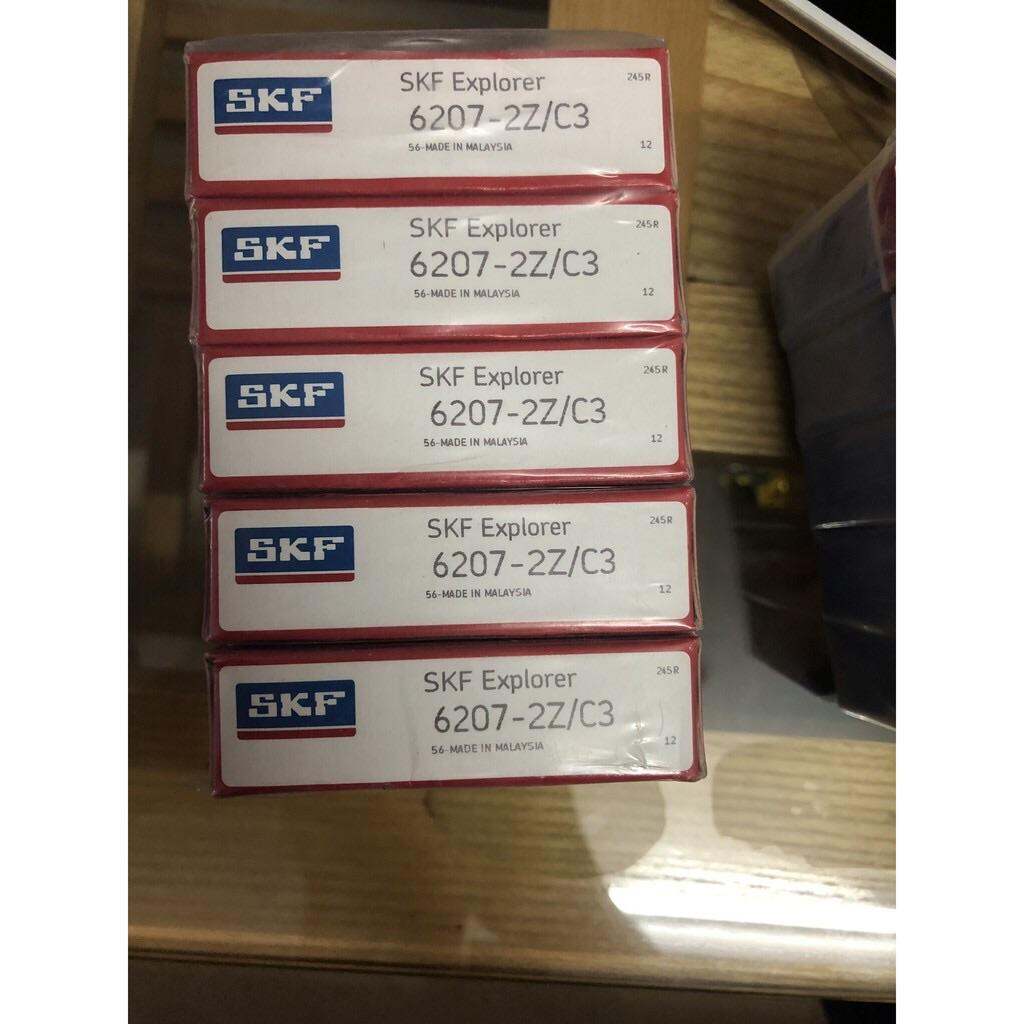 SKF
SKF Explorer
245R
6207-2Z/C3
56-MADE IN MALAYSIA
12
SKF
SKF Explorer
245R
6207-2Z/C3
56-MADE IN MALAYSIA
12
SKF
SKF Explorer
245R
6207-2Z/C3
56-MADE IN MALAYSIA
12
SKF
SKF Explorer
245R
6207-2Z/C3
56-MADE IN MALAYSIA
12
SKF
SKF Explorer
245R
6207-2Z/C3
56-MADE IN MALAYSIA
12